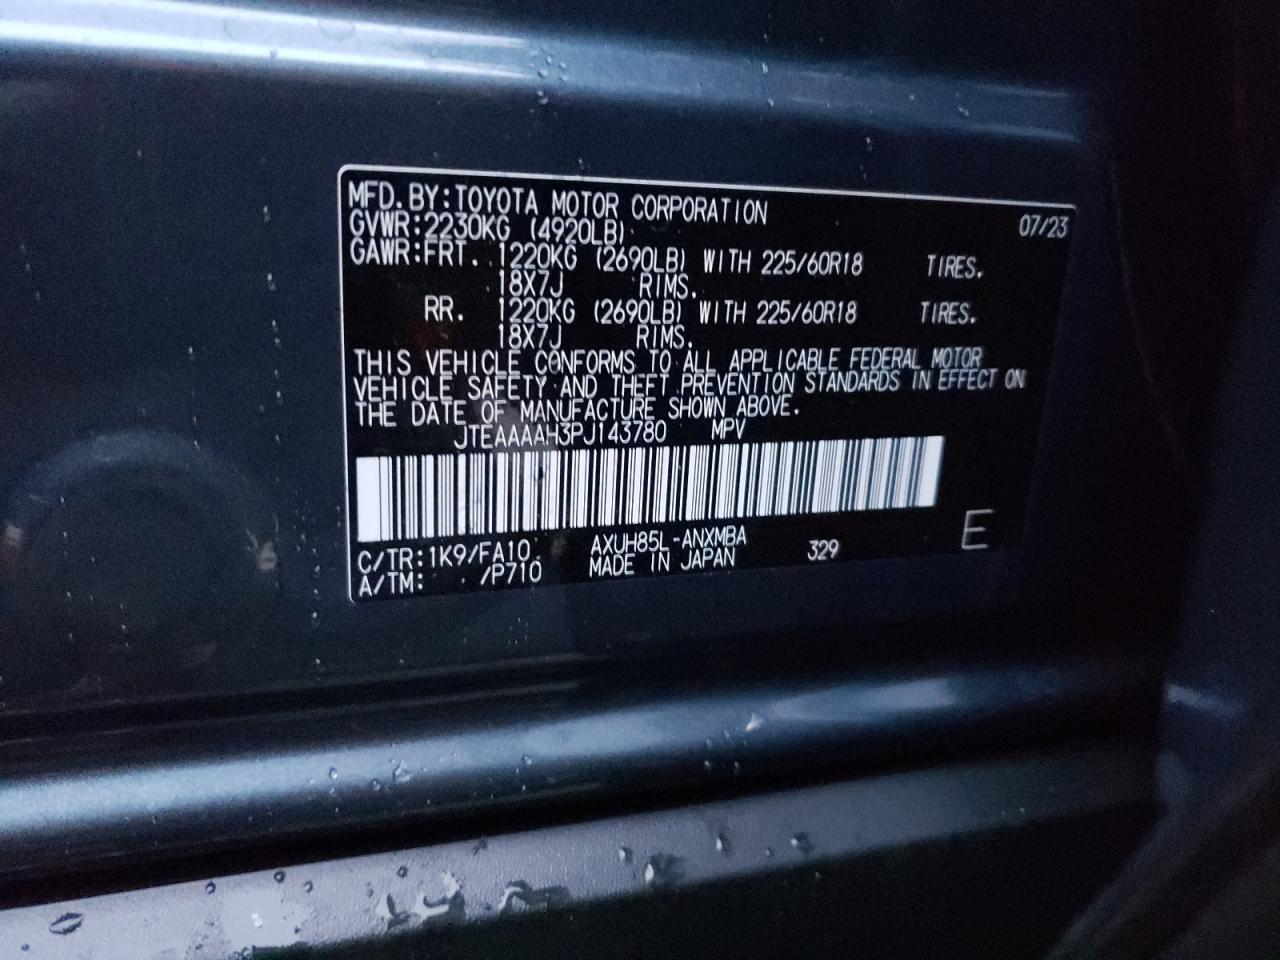 MFD. BY:TOYOTA MOTOR CORPORATION 07/23
GVWR:2230KG (4920LB)
GAWR:FRT. 1220KG (2690LB) WITH 225/60R18 TIRES.
18X7J RIMS.
RR. 1220KG (2690LB) WITH 225/60R18 TIRES.
18X7J RIMS.
THIS VEHICLE CONFORMS TO ALL APPLICABLE FEDERAL MOTOR
VEHICLE SAFETY AND THEFT PREVENTION STANDARDS IN EFFECT ON
THE DATE OF MANUFACTURE SHOWN ABOVE.
JTEAAAAH3PJ143780 MPV
C/TR:1K9/FA10 AXUH85L-ANXMBA 329 E
A/TM: /P710 MADE IN JAPAN